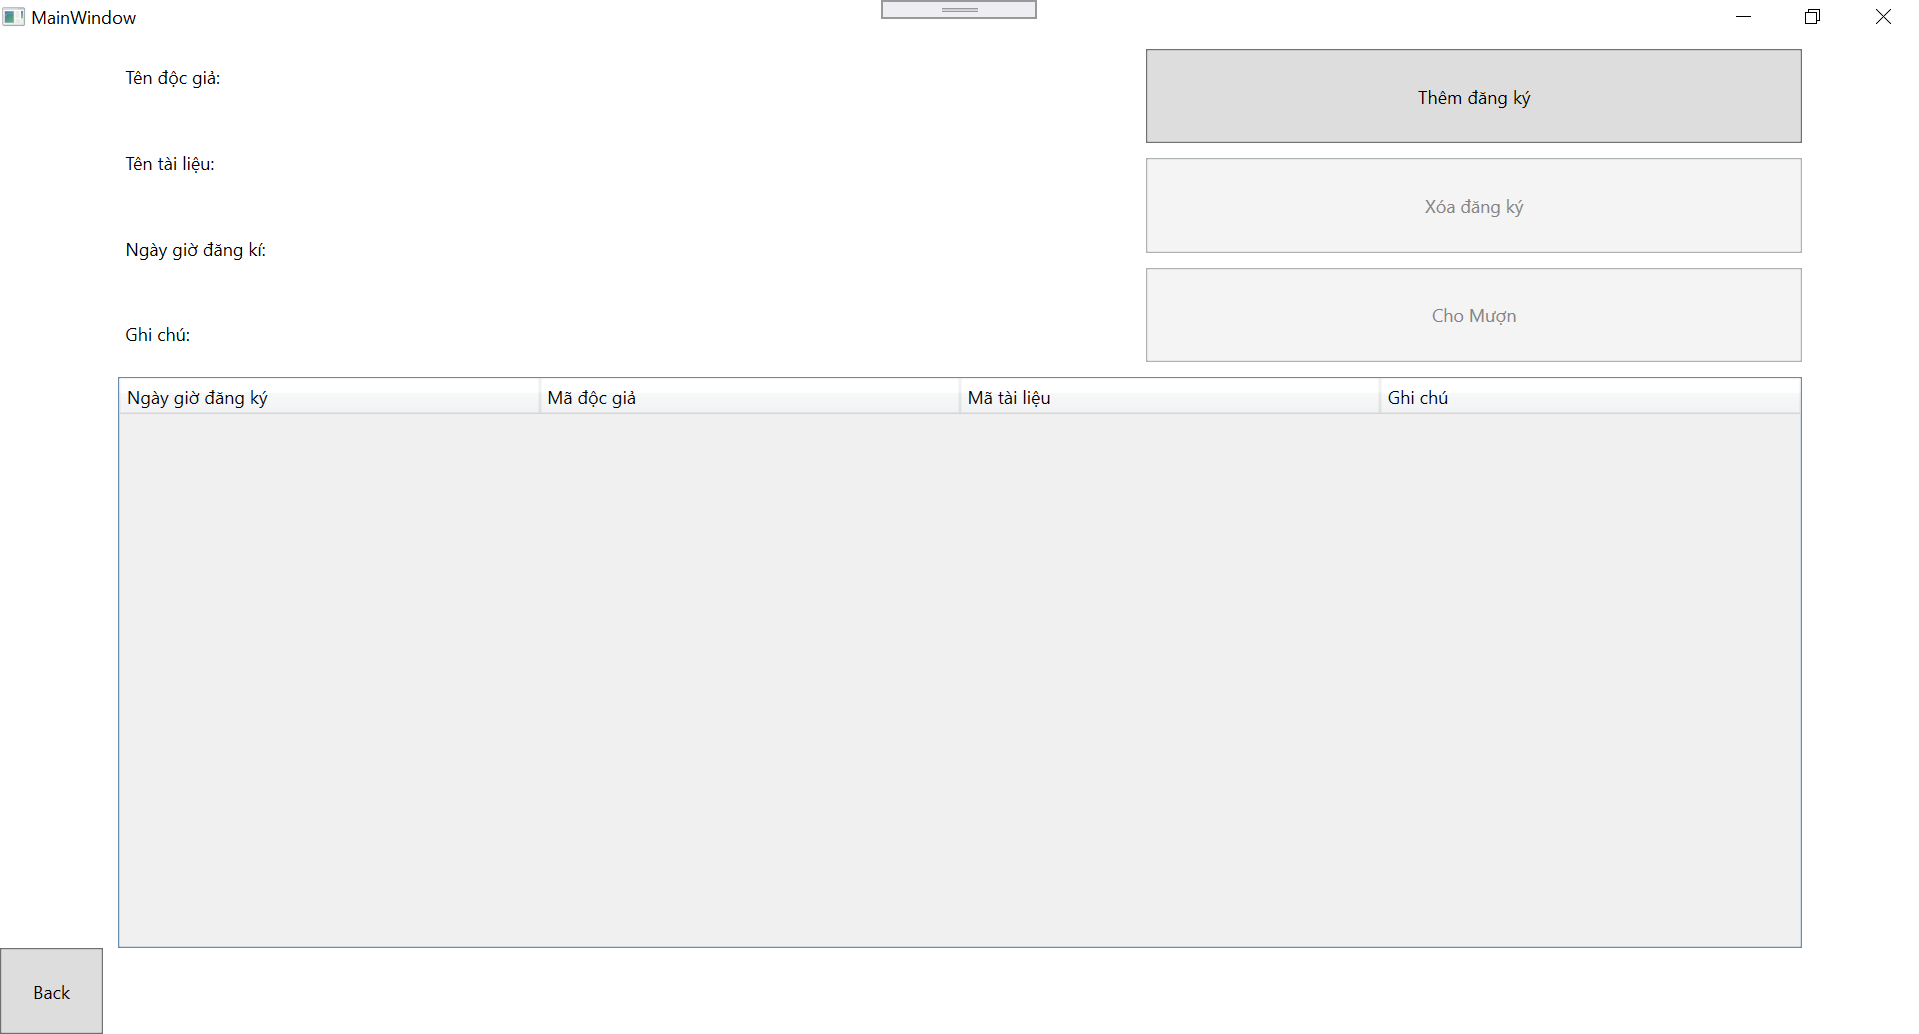 MainWindow
Tên độc giả:
Thêm đăng ký
Tên tài liệu:
Xóa đăng ký
Ngày giờ đăng kí:
Cho Mượn
Ghi chú:
Ngày giờ đăng ký Mã độc giả Mã tài liệu Ghi chú
Back